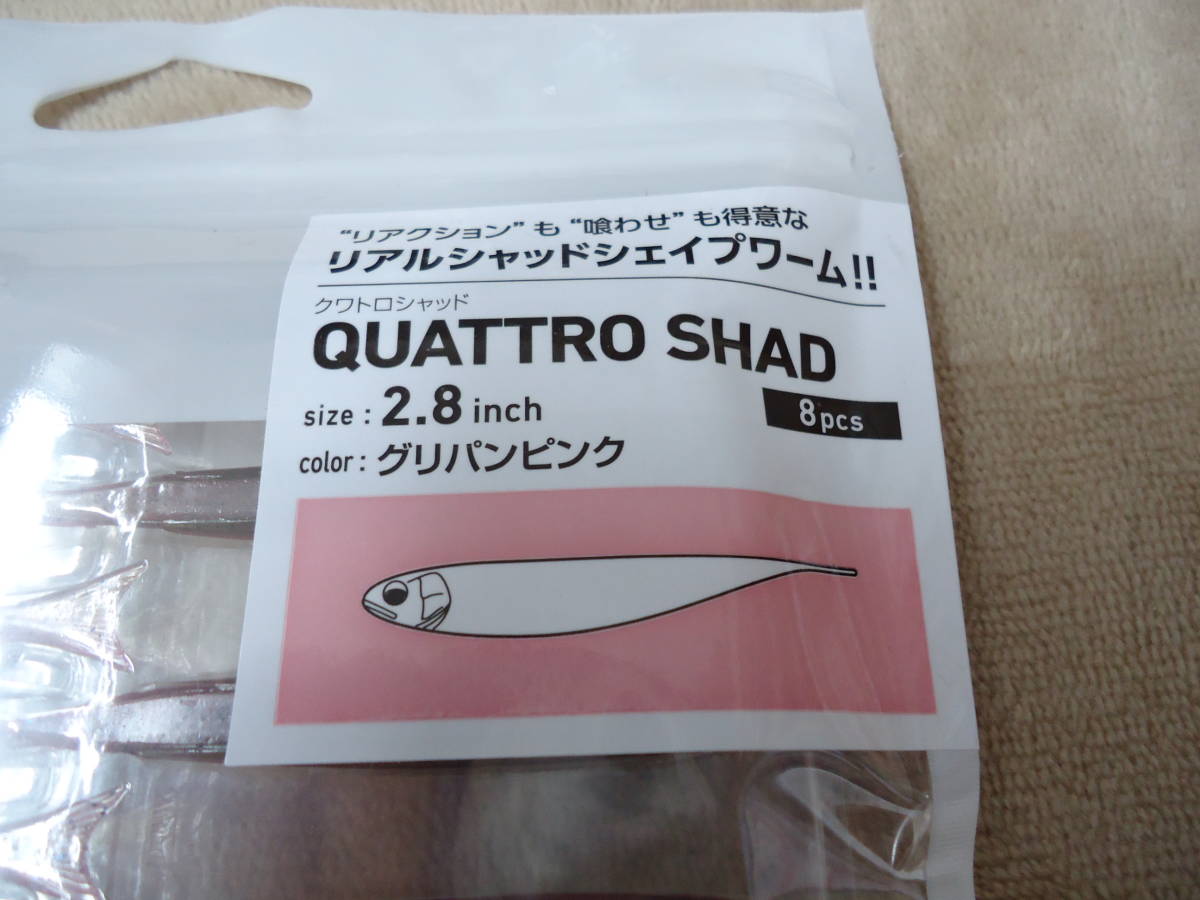 “リアクション”も“喰わせ”も得意な
リアルシャッドシェイプワーム!!
クワトロシャッド
QUATTRO SHAD
size : 2.8 inch
8pcs
color : グリパンピンク